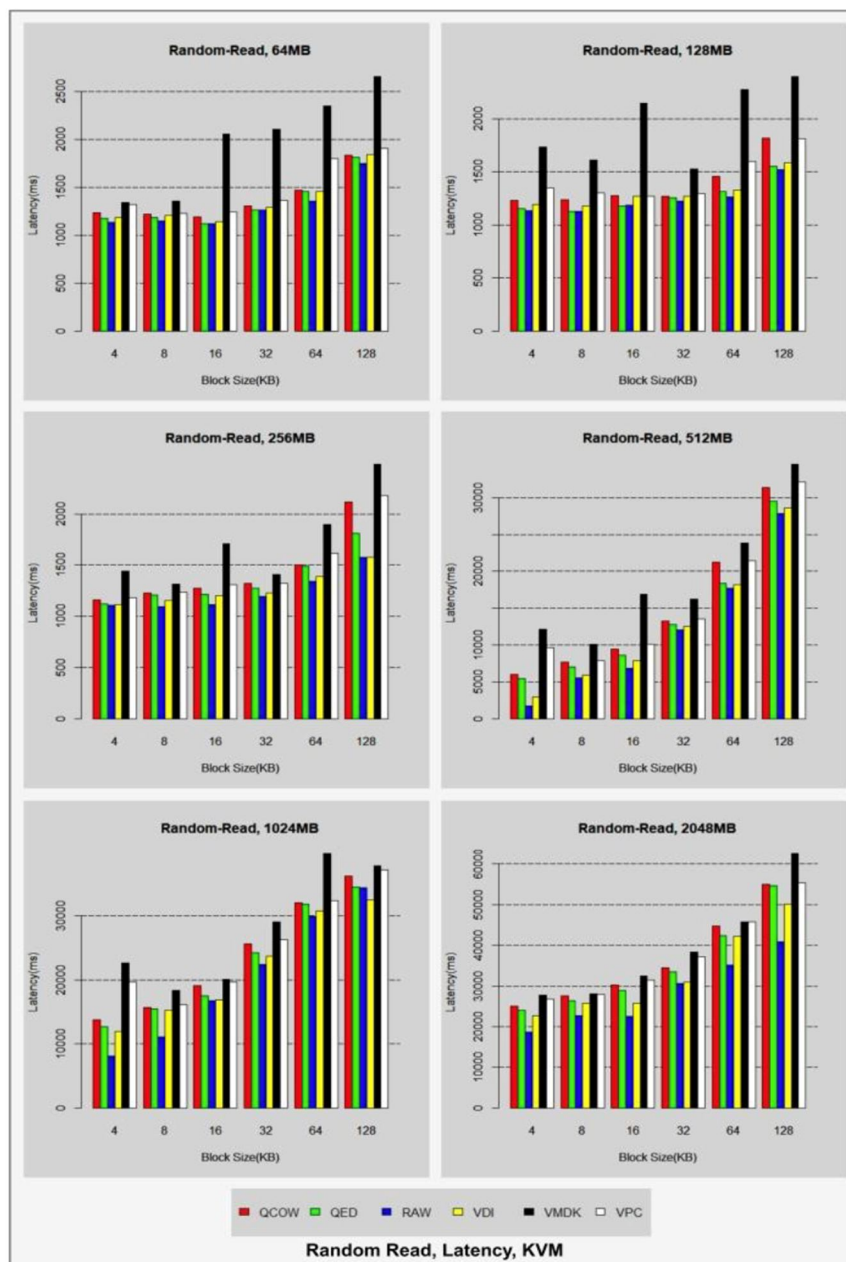 Random-Read, 64MB
Latency(ms)
2500
2000
1500
1000
500
0
4 8 16 32 64 128
Block Size(KB)
Random-Read, 128MB
Latency(ms)
2000
1500
1000
500
0
4 8 16 32 64 128
Block Size(KB)
Random-Read, 256MB
Latency(ms)
2000
1500
1000
500
0
4 8 16 32 64 128
Block Size(KB)
Random-Read, 512MB
Latency(ms)
30000
20000
10000
5000
0
4 8 16 32 64 128
Block Size(KB)
Random-Read, 1024MB
Latency(ms)
30000
20000
10000
0
4 8 16 32 64 128
Block Size(KB)
Random-Read, 2048MB
Latency(ms)
60000
50000
40000
30000
20000
10000
0
4 8 16 32 64 128
Block Size(KB)
QCOW QED RAW VDI VMDK VPC
Random Read, Latency, KVM